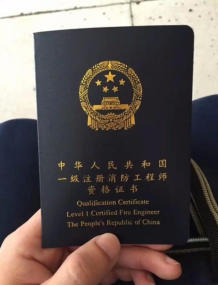 中华人民共和国
一级注册消防工程师
资格证书
Qualification Certificate
Level 1 Certified Fire Engineer
The People's Republic of China